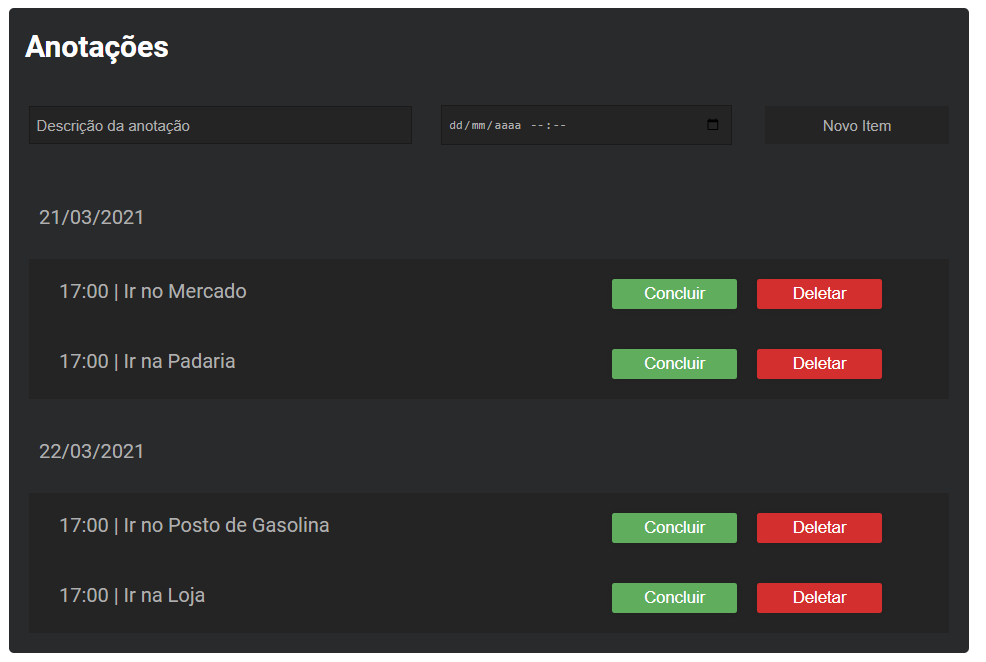 Anotações
Descrição da anotação dd/mm/aaaa --:-- Novo Item
21/03/2021
17:00 | Ir no Mercado Concluir Deletar
17:00 | Ir na Padaria Concluir Deletar
22/03/2021
17:00 | Ir no Posto de Gasolina Concluir Deletar
17:00 | Ir na Loja Concluir Deletar